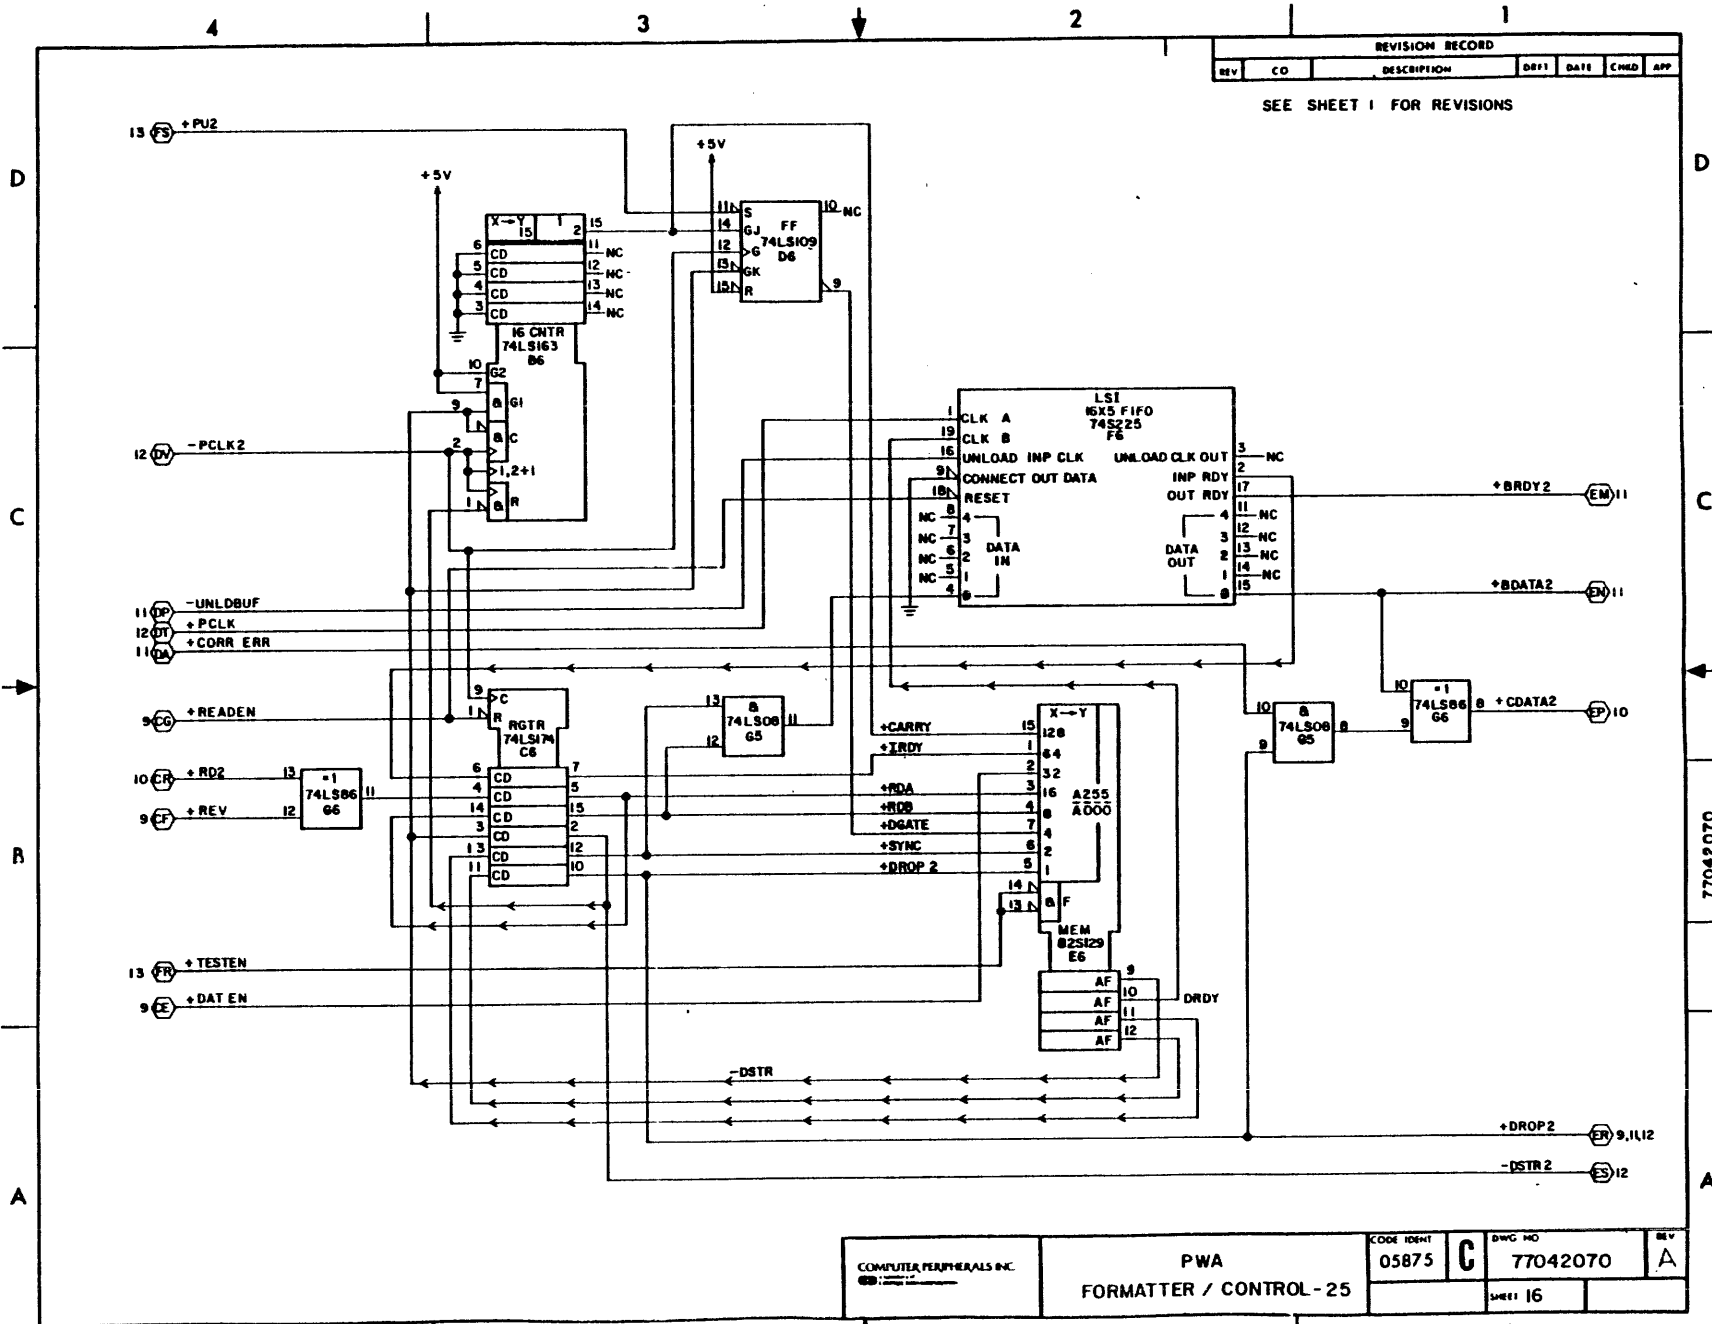 4 3 2 1
REVISION RECORD
REV CO DESCRIPTION DRFT DATE CHKD APP
SEE SHEET 1 FOR REVISIONS
D D
13 FS +PU2
+5V
+5V
X→Y 15 1 2 15
6 CD 11 NC
5 CD 12 NC
4 CD 13 NC
3 CD 14 NC
16 CNTR
74LS163
B6
10 G2
7
9 & G1
& C
2
1,2+1
1 & R
11 S 10 NC
14 GJ FF
12 G 74LS109
13 GK D6
15 R 9
12 DV -PCLK2
C C
LSI
16X5 FIFO
74S225
F6
1 CLK A
19 CLK B
16 UNLOAD INP CLK UNLOAD CLK OUT 3 NC
9 CONNECT OUT DATA INP RDY 2
18 RESET OUT RDY 17
NC 8 4 4 11 NC
NC 7 3 DATA IN DATA OUT 3 12 NC
NC 6 2 2 13 NC
NC 5 1 1 14 NC
4 0 0 15
+BRDY2 EM 11
+BDATA2 EN 11
11 DP -UNLDBUF
12 DT +PCLK
11 DA +CORR ERR
9 CG +READEN
10 CR +RD2
9 CF +REV
13 =1 11
12 74LS86
G6
9 C
1 R
RGTR
74LS174
C6
6 CD 7
4 CD 5
14 CD 15
3 CD 2
13 CD 12
11 CD 10
13 & 11
12 74LS08
G5
+CARRY 15 128
+IRDY 1 64
2 32
+RDA 3 16
+RDB 4 8
+DGATE 7 4
+SYNC 6 2
+DROP 2 5 1
X→Y
A255
A000
14
13 & F
MEM
82S129
E6
AF 9
AF 10 DRDY
AF 11
AF 12
10 & 8
9 74LS08
G5
10 =1 8
9 74LS86
G6
+CDATA2 EP 10
B
77042070
13 FR +TESTEN
9 CE +DAT EN
-DSTR
+DROP2 ER 9,11,12
-DSTR2 ES 12
A A
COMPUTER PERIPHERALS INC.
PWA
FORMATTER / CONTROL-25
CODE IDENT
05875
C
DWG NO
77042070
REV
A
SHEET 16